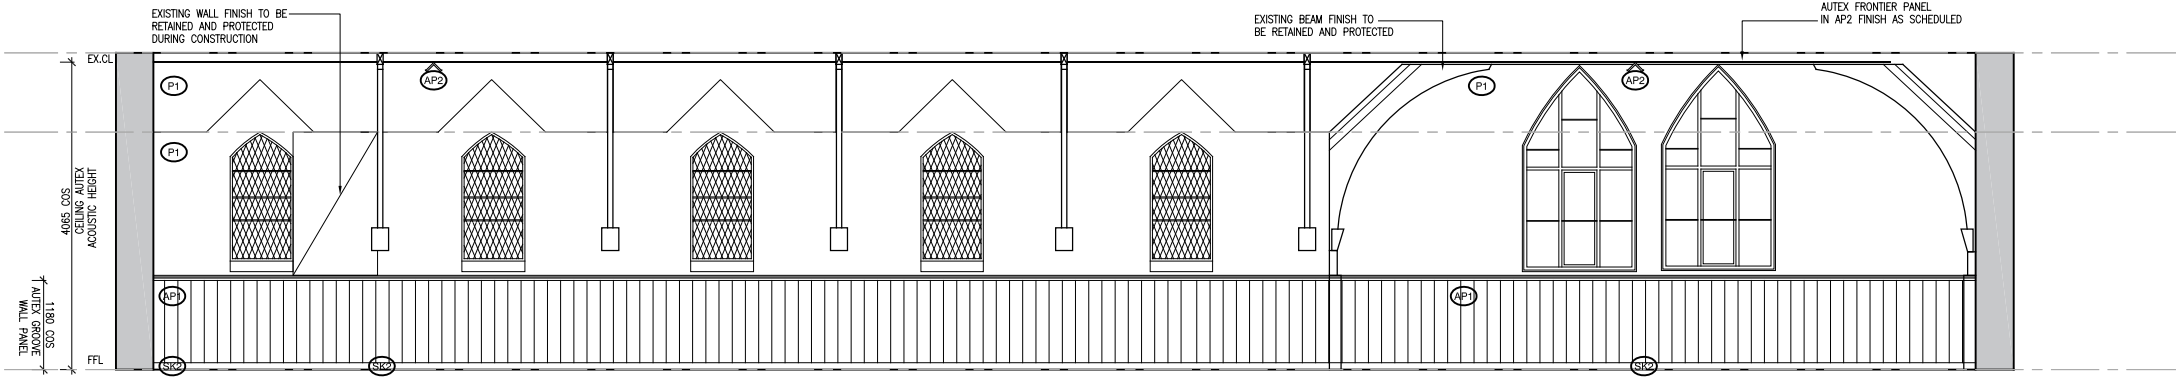 EXISTING WALL FINISH TO BE
RETAINED AND PROTECTED
DURING CONSTRUCTION
EXISTING BEAM FINISH TO
BE RETAINED AND PROTECTED
AUTEX FRONTIER PANEL
IN AP2 FINISH AS SCHEDULED
EX.CL
P1
AP2
P1
AP2
P1
4065 COS
CEILING AUTEX
ACOUSTIC HEIGHT
AP1
AP1
1180 COS
AUTEX GROOVE
WALL PANEL
FFL
SK2
SK2
SK2